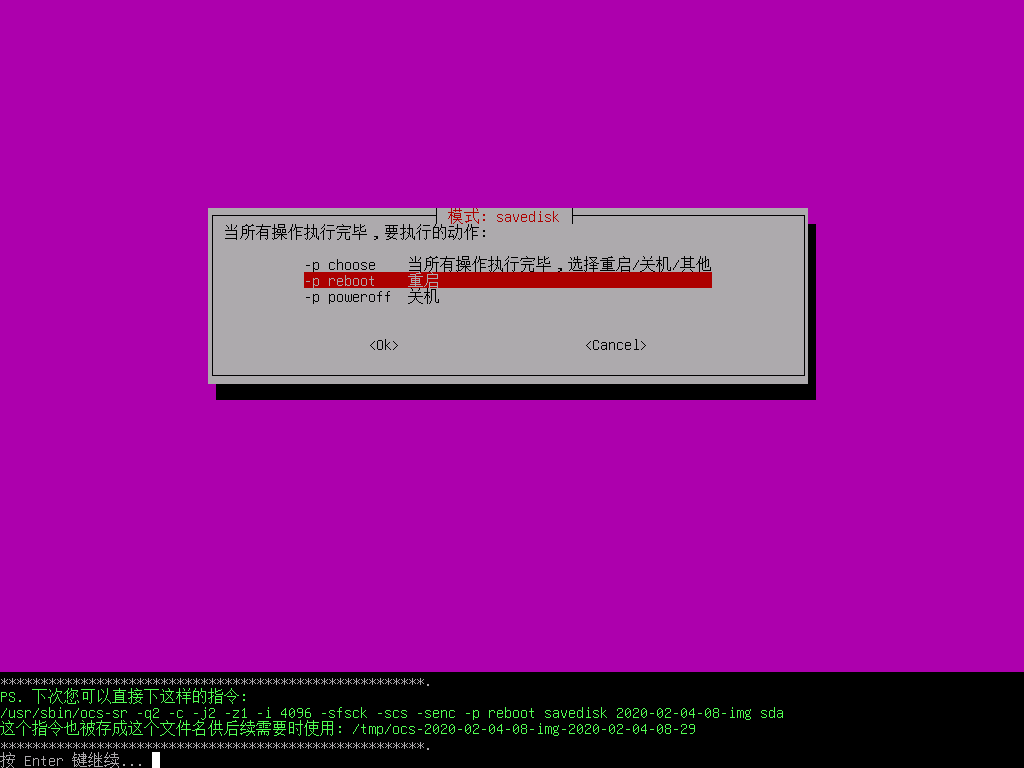 模式: savedisk
当所有操作执行完毕，要执行的动作:
-p choose 当所有操作执行完毕，选择重启/关机/其他
-p reboot 重启
-p poweroff 关机
<Ok> <Cancel>
*****************************************************.
PS. 下次您可以直接下这样的指令:
/usr/sbin/ocs-sr -q2 -c -j2 -z1 -i 4096 -sfsck -scs -senc -p reboot savedisk 2020-02-04-08-img sda
这个指令也被存成这个文件名供后续需要时使用: /tmp/ocs-2020-02-04-08-img-2020-02-04-08-29
*****************************************************.
按 Enter 键继续...